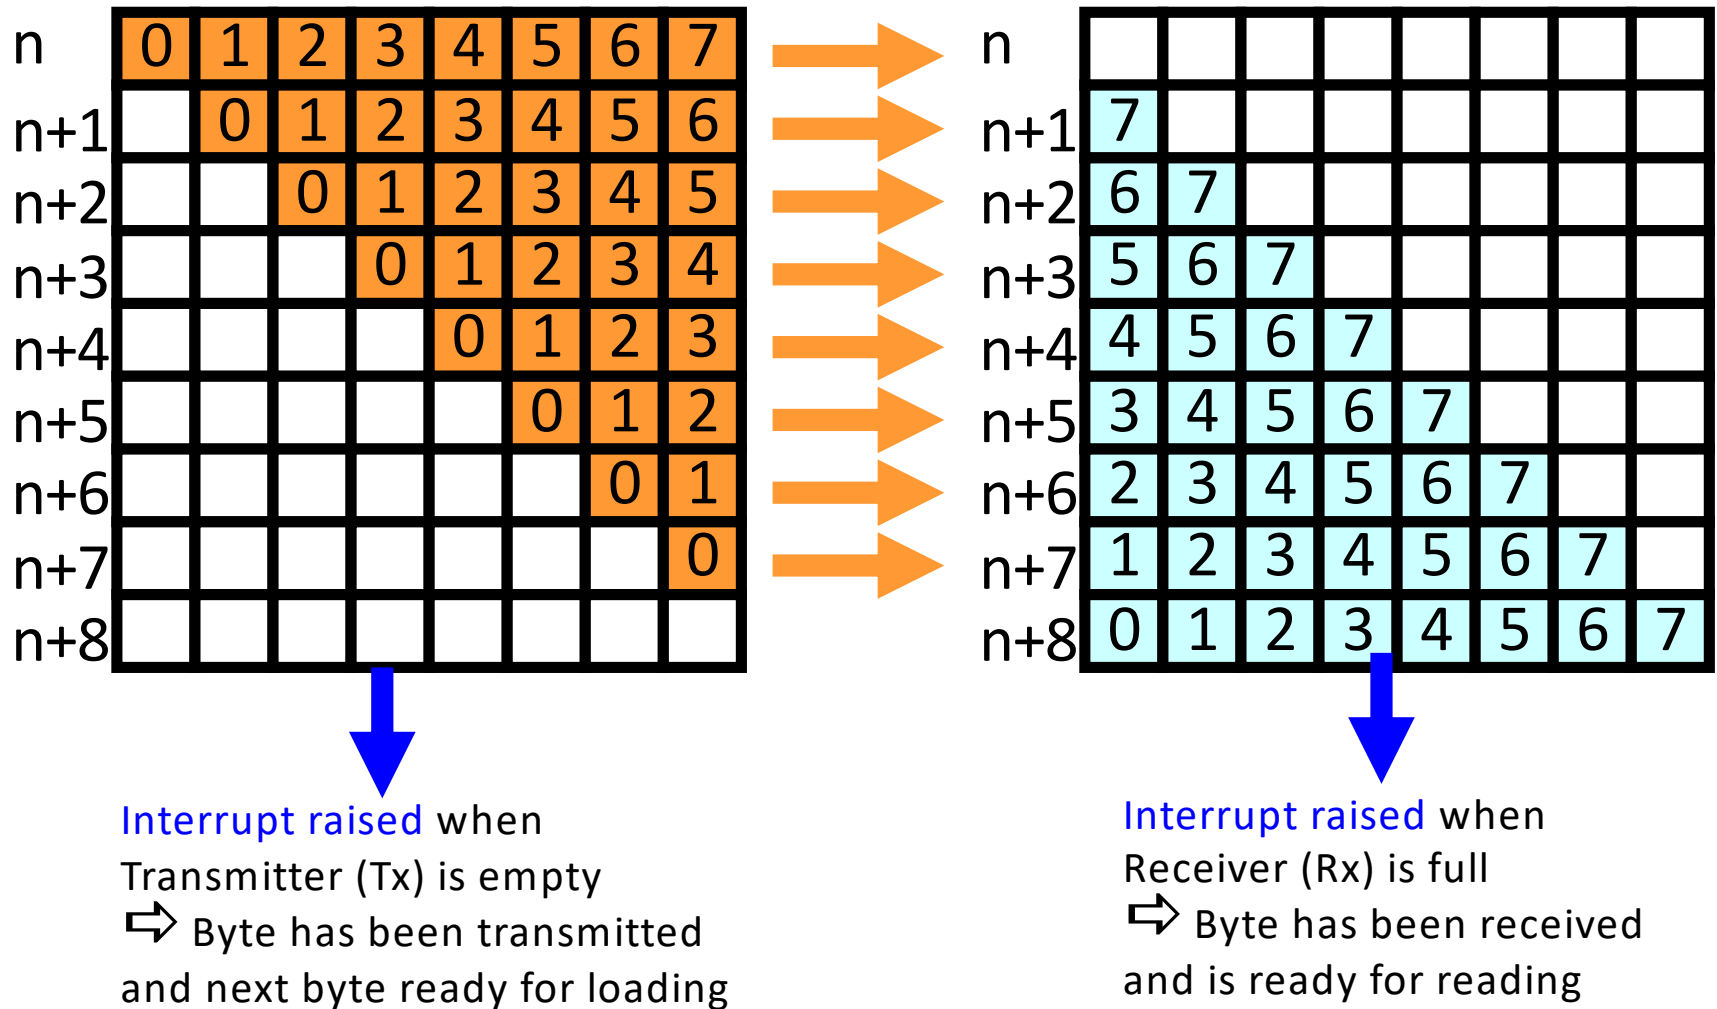 n 0 1 2 3 4 5 6 7
n+1 0 1 2 3 4 5 6
n+2 0 1 2 3 4 5
n+3 0 1 2 3 4
n+4 0 1 2 3
n+5 0 1 2
n+6 0 1
n+7 0
n+8
Interrupt raised when
Transmitter (Tx) is empty
⇨ Byte has been transmitted
and next byte ready for loading
n
n+1 7
n+2 6 7
n+3 5 6 7
n+4 4 5 6 7
n+5 3 4 5 6 7
n+6 2 3 4 5 6 7
n+7 1 2 3 4 5 6 7
n+8 0 1 2 3 4 5 6 7
Interrupt raised when
Receiver (Rx) is full
⇨ Byte has been received
and is ready for reading